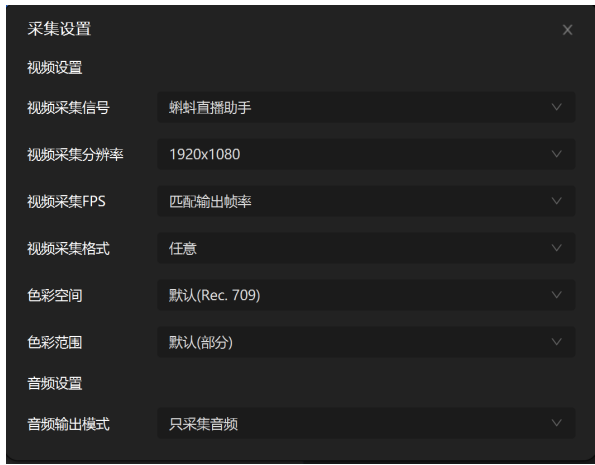 采集设置
视频设置
视频采集信号 蝌蚪直播助手
视频采集分辨率 1920x1080
视频采集FPS 匹配输出帧率
视频采集格式 任意
色彩空间 默认(Rec. 709)
色彩范围 默认(部分)
音频设置
音频输出模式 只采集音频